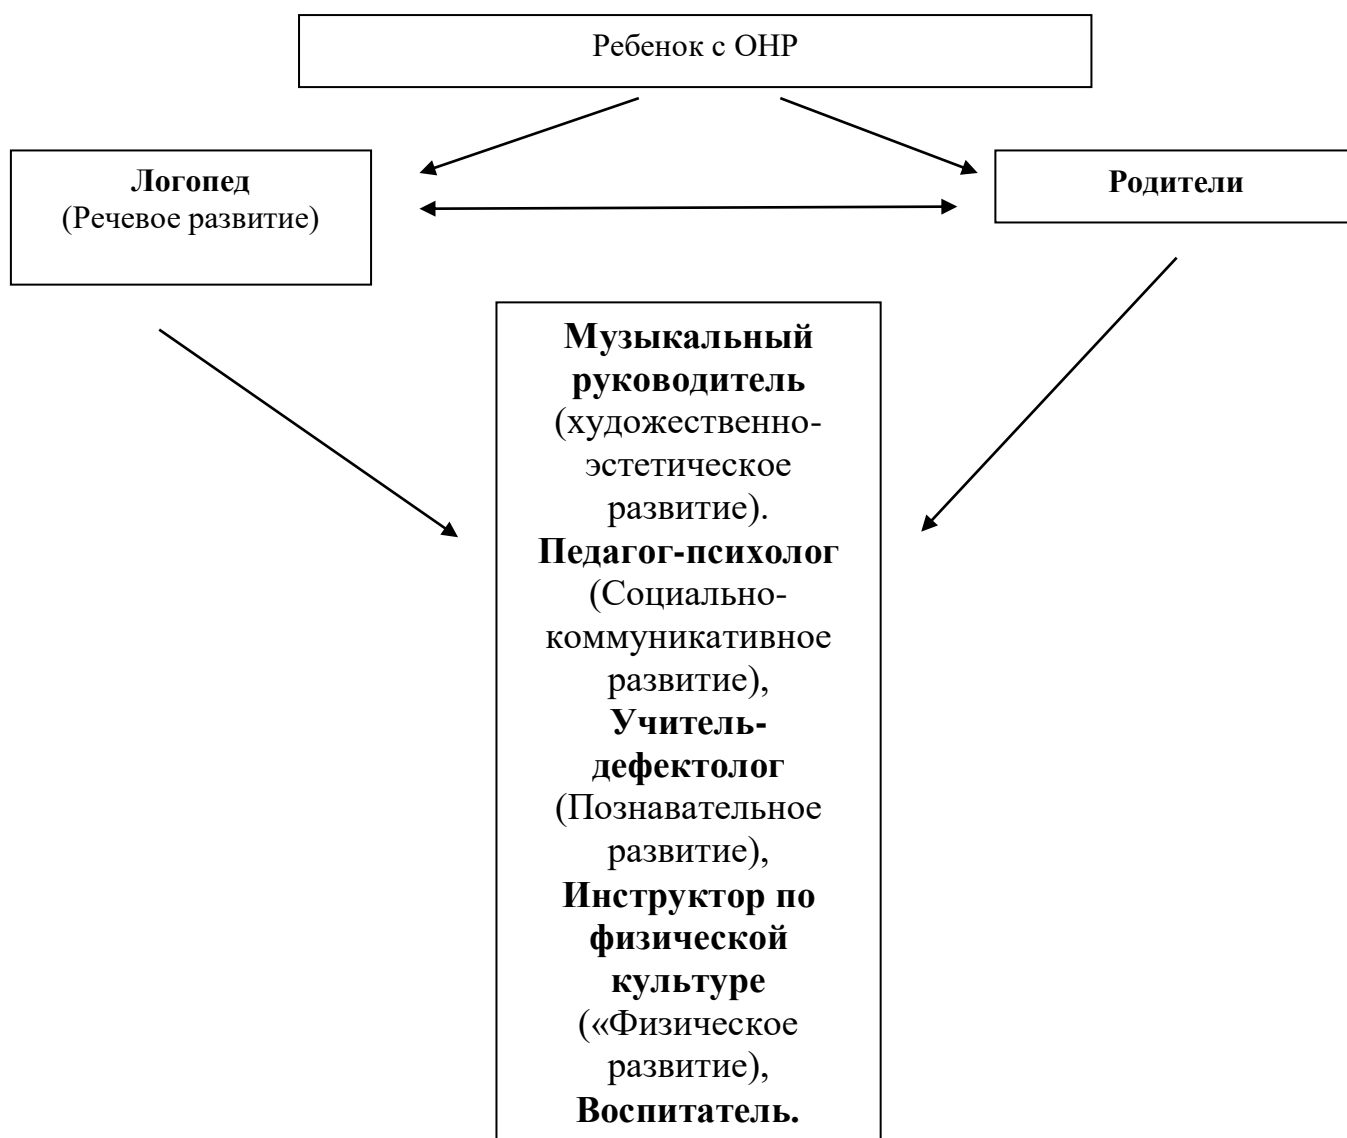 Ребенок с ОНР
Логопед
(Речевое развитие)
Родители
Музыкальный
руководитель
(художественно-
эстетическое
развитие).
Педагог-психолог
(Социально-
коммуникативное
развитие),
Учитель-
дефектолог
(Познавательное
развитие),
Инструктор по
физической
культуре
(«Физическое
развитие),
Воспитатель.